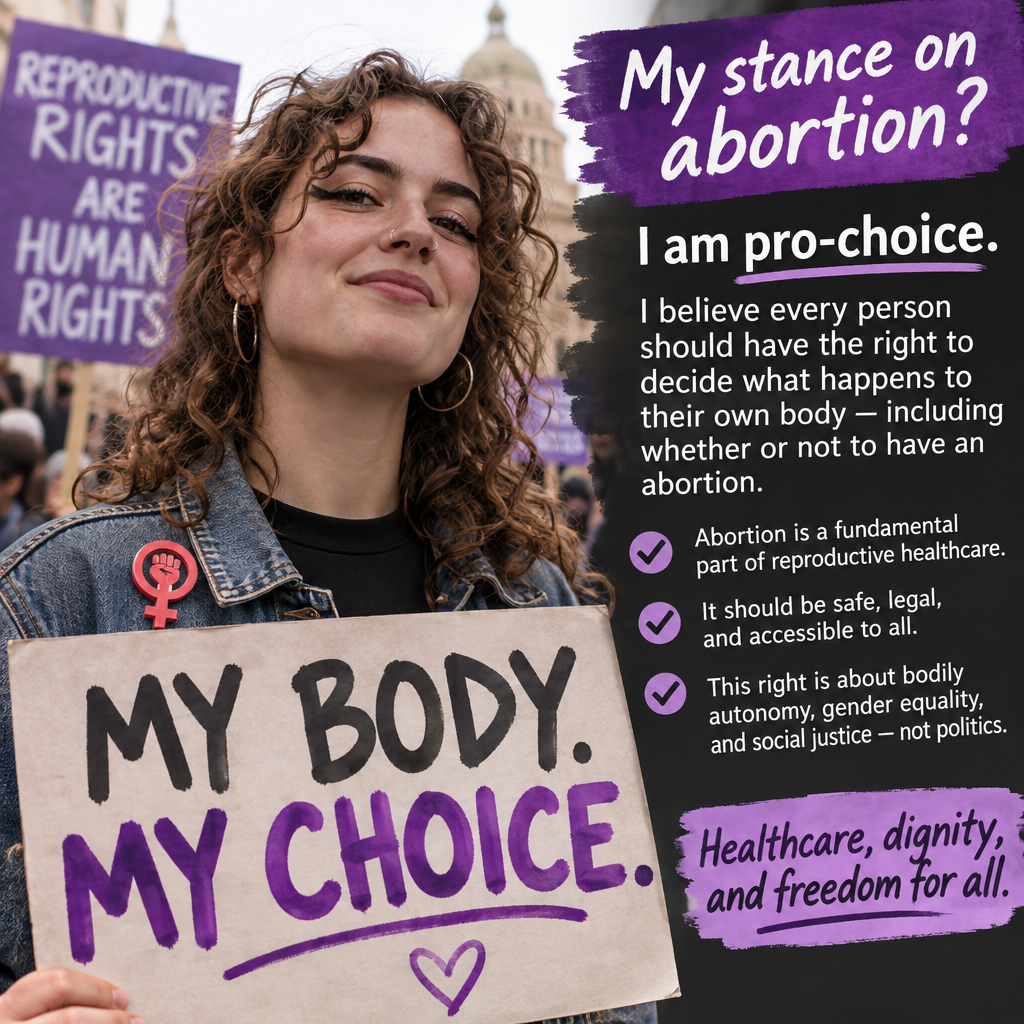 REPRODUCTIVE
RIGHTS
ARE
HUMAN
RIGHTS
MY BODY.
MY CHOICE.
My stance on
abortion?
I am pro-choice.
I believe every person
should have the right to
decide what happens to
their own body — including
whether or not to have an
abortion.
Abortion is a fundamental
part of reproductive healthcare.
It should be safe, legal,
and accessible to all.
This right is about bodily
autonomy, gender equality,
and social justice — not politics.
Healthcare, dignity,
and freedom for all.